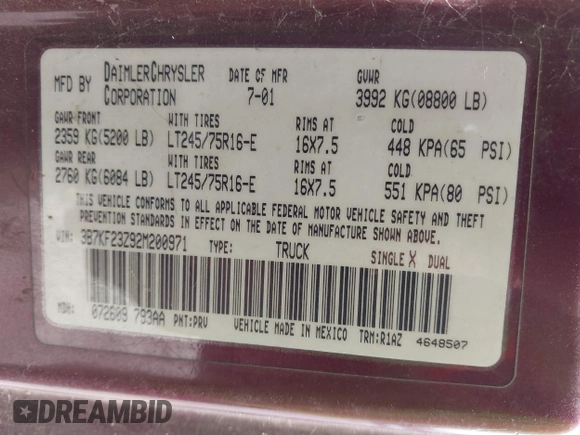 MFD BY DAIMLERCHRYSLER CORPORATION DATE OF MFR 7-01 GVWR 3992 KG(08800 LB)
GAWR-FRONT WITH TIRES RIMS AT COLD
2359 KG(5200 LB) LT245/75R16-E 16X7.5 448 KPA(65 PSI)
GAWR REAR WITH TIRES RIMS AT COLD
2760 KG(6084 LB) LT245/75R16-E 16X7.5 551 KPA(80 PSI)
THIS VEHICLE CONFORMS TO ALL APPLICABLE FEDERAL MOTOR VEHICLE SAFETY AND THEFT
PREVENTION STANDARDS IN EFFECT ON THE DATE OF MANUFACTURE SHOWN ABOVE.
VIN: 3B7KF23Z92M200971 TYPE: TRUCK SINGLE X DUAL
MDH: 072609 793AA PNT:PRV VEHICLE MADE IN MEXICO TRM:R1AZ 4648507
DREAMBID